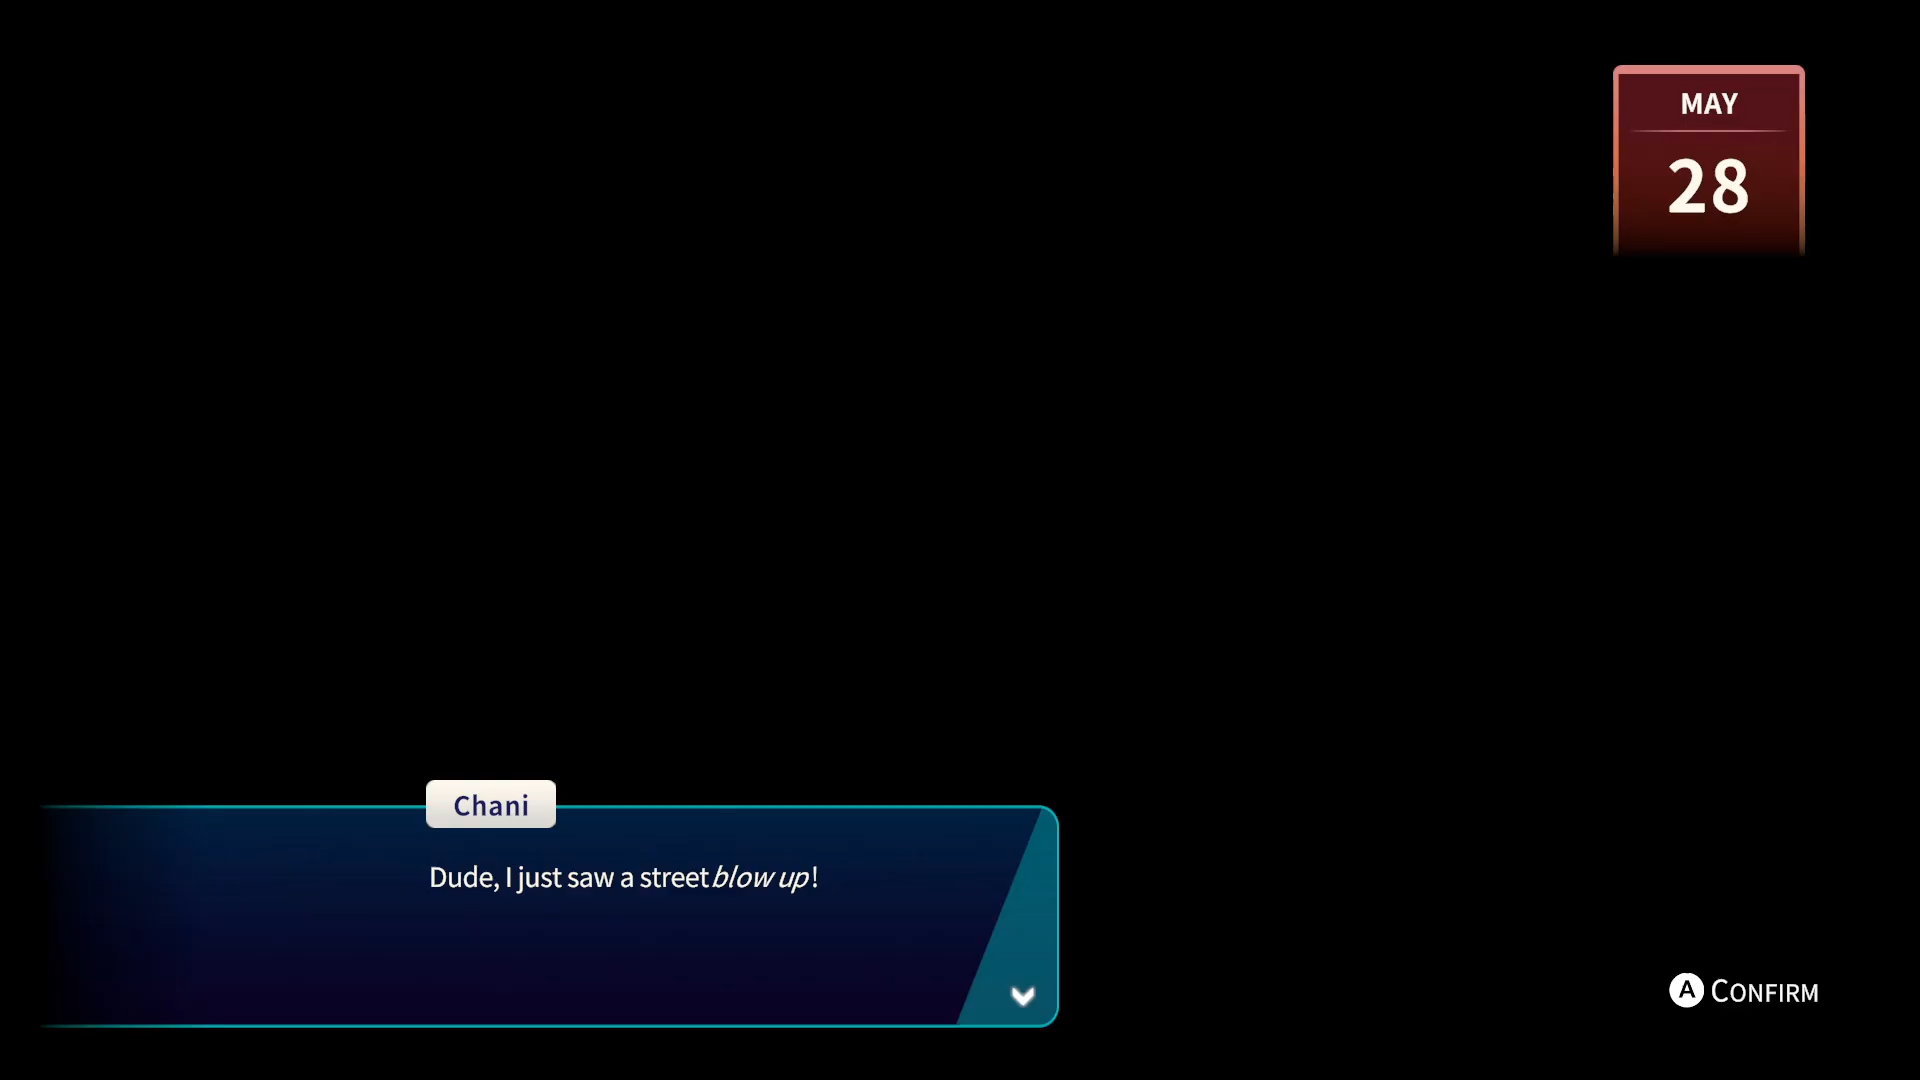 MAY
28
Chani
Dude, I just saw a street blow up!
A CONFIRM